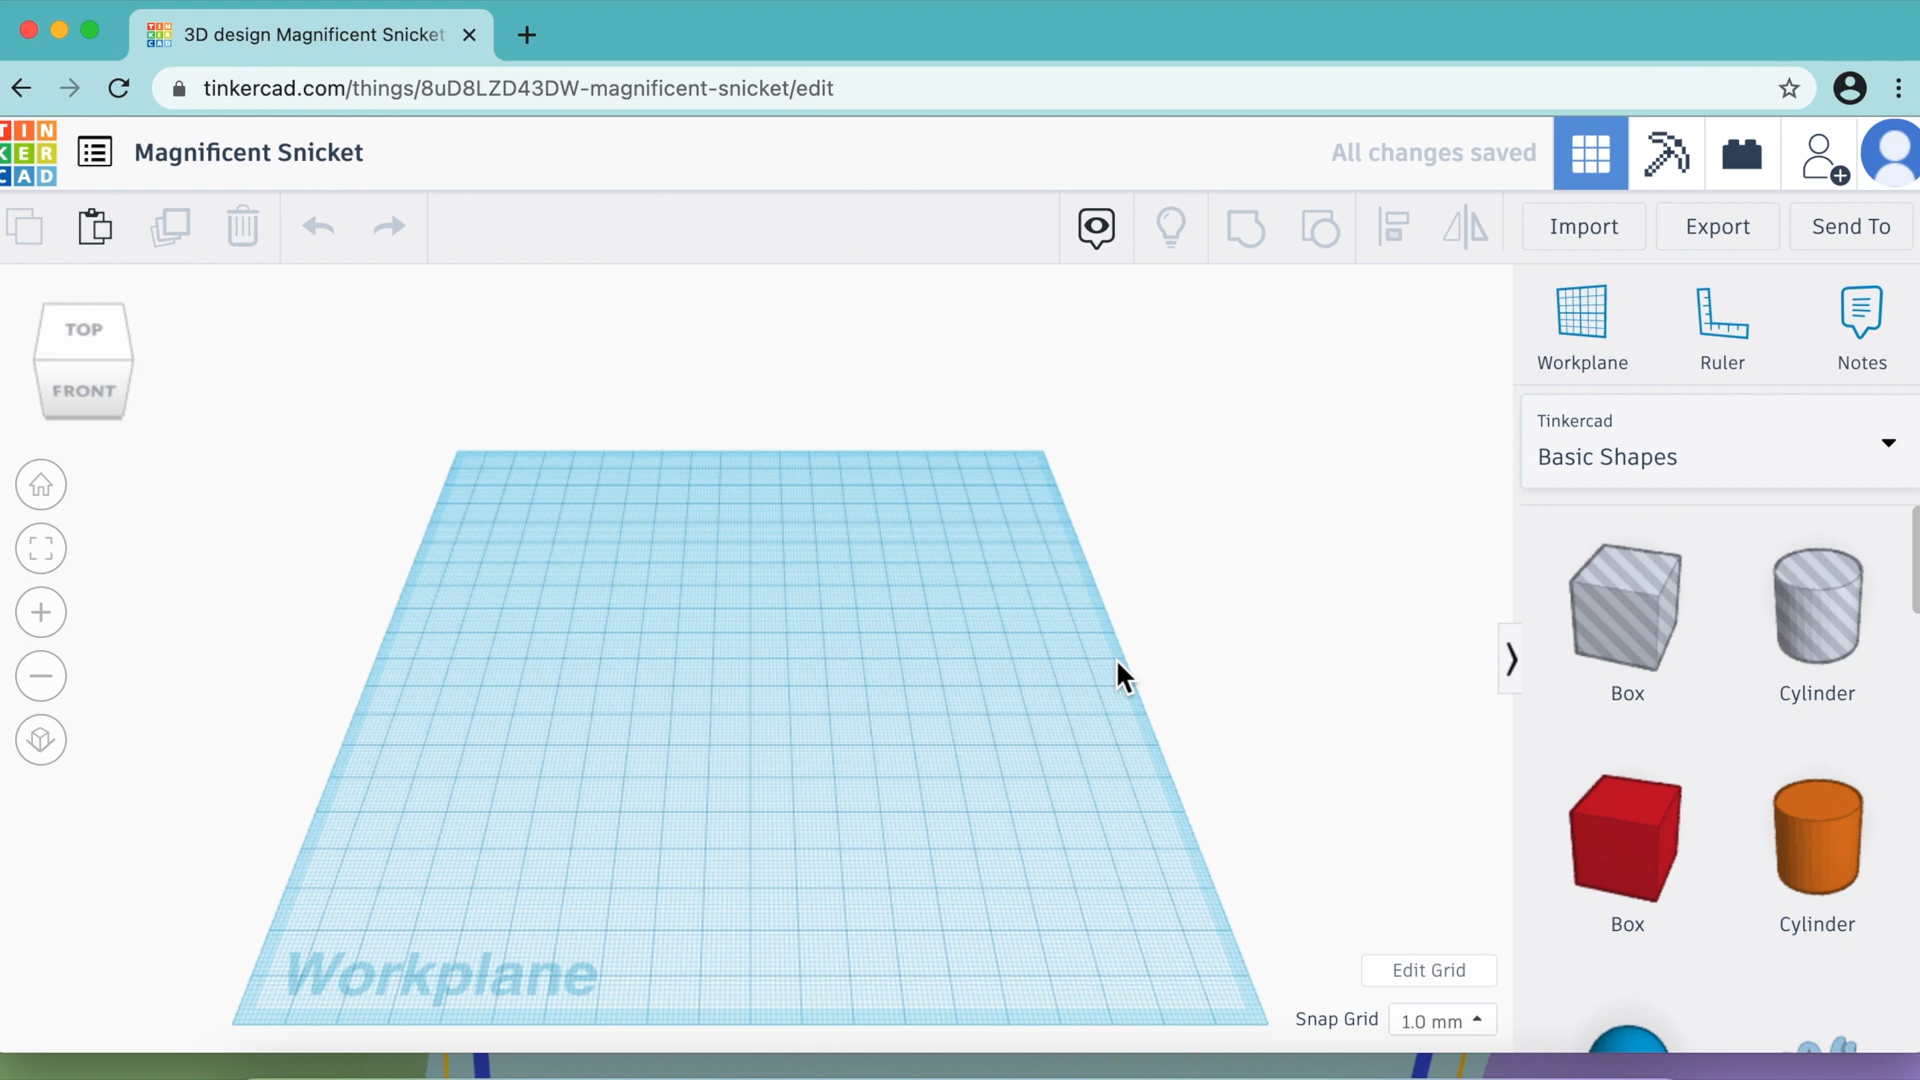 3D design Magnificent Snicket
tinkercad.com/things/8uD8LZD43DW-magnificent-snicket/edit
TIN
KER
CAD
Magnificent Snicket
All changes saved
Import
Export
Send To
TOP
FRONT
Workplane
Ruler
Notes
Tinkercad
Basic Shapes
Box
Cylinder
Box
Cylinder
Workplane
Edit Grid
Snap Grid
1.0 mm